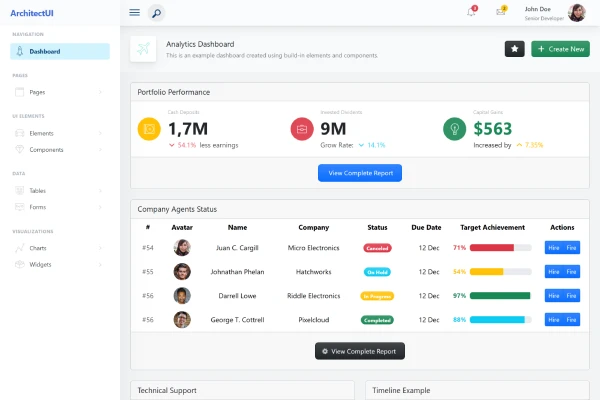 ArchitectUI
3
2
John Doe
Senior Developer
NAVIGATION
Dashboard
PAGES
Pages
UI ELEMENTS
Elements
Components
DATA
Tables
Forms
VISUALIZATIONS
Charts
Widgets
Analytics Dashboard
This is an example dashboard created using build-in elements and components.
Create New
Portfolio Performance
Cash Deposits
1,7M
54.1% less earnings
Invested Dividents
9M
Grow Rate: 14.1%
Capital Gains
$563
Increased by 7.35%
View Complete Report
Company Agents Status
# Avatar Name Company Status Due Date Target Achievement Actions
#54 Juan C. Cargill Micro Electronics Canceled 12 Dec 71% Hire Fire
#55 Johnathan Phelan Hatchworks On Hold 12 Dec 54% Hire Fire
#56 Darrell Lowe Riddle Electronics In Progress 12 Dec 97% Hire Fire
#56 George T. Cottrell Pixelcloud Completed 12 Dec 88% Hire Fire
View Complete Report
Technical Support
Timeline Example